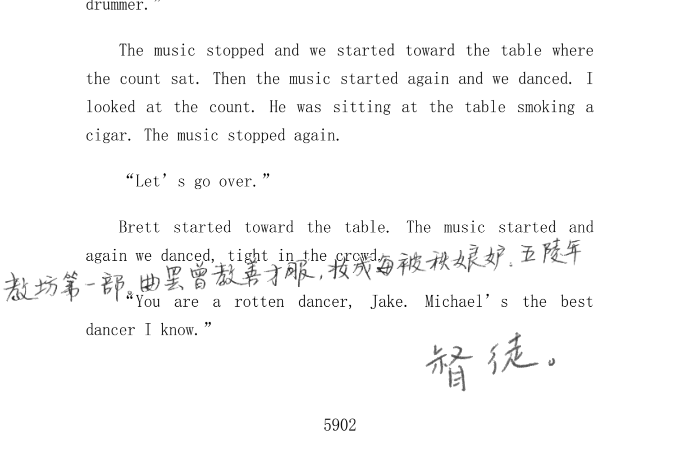 drummer.”
The music stopped and we started toward the table where
the count sat. Then the music started again and we danced. I
looked at the count. He was sitting at the table smoking a
cigar. The music stopped again.
“Let’s go over.”
Brett started toward the table. The music started and
again we danced, tight in the crowd.
教坊第一部。曲罢曾教善才服，妆成每被秋娘妒．五陵年
“You are a rotten dancer, Jake. Michael’s the best
dancer I know.”
督徒。
5902